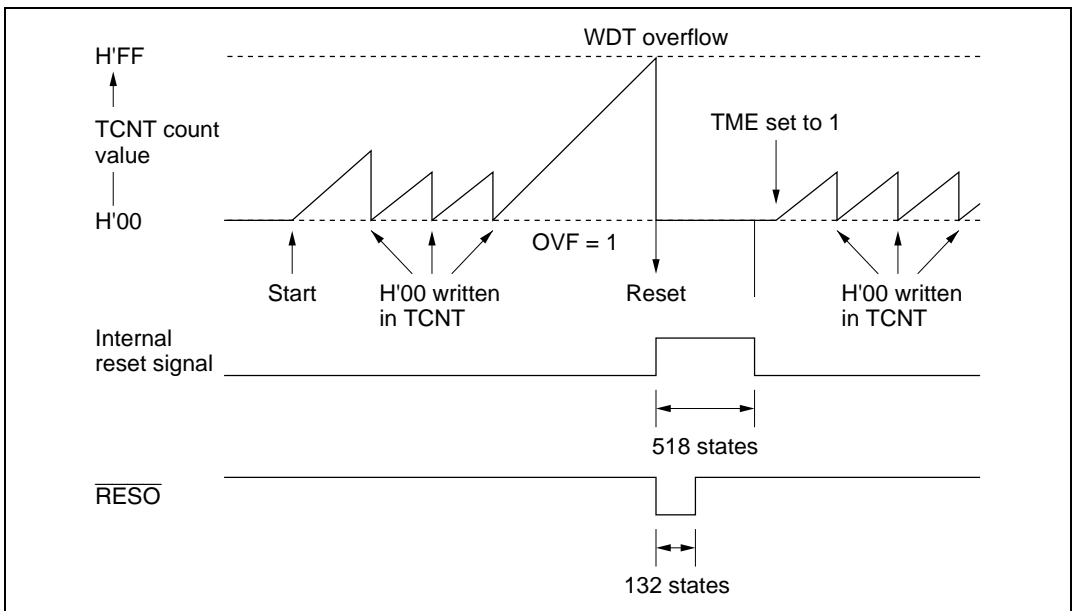 WDT overflow
H'FF
TCNT count
value
TME set to 1
H'00
OVF = 1
Start
H'00 written
in TCNT
Reset
H'00 written
in TCNT
Internal
reset signal
518 states
RESO
132 states